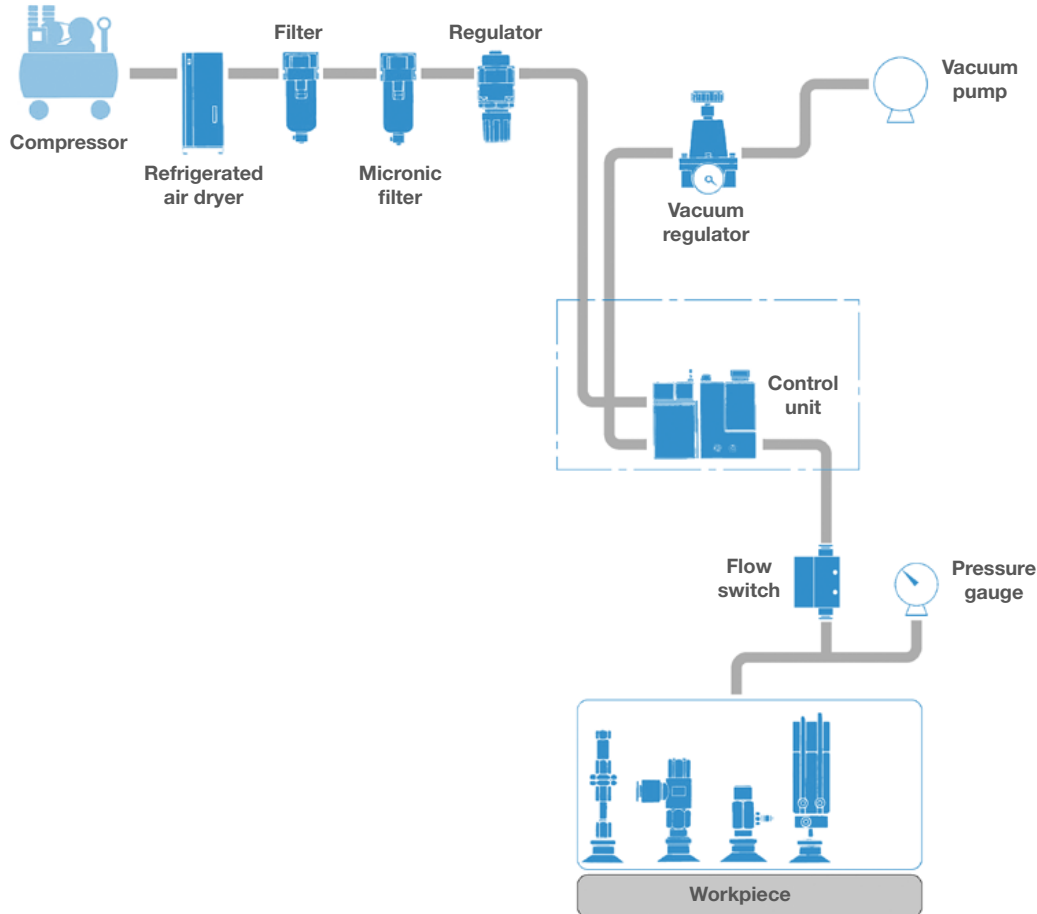 Filter
Regulator
Vacuum
pump
Compressor
Refrigerated
air dryer
Micronic
filter
Vacuum
regulator
Control
unit
Flow
switch
Pressure
gauge
Workpiece